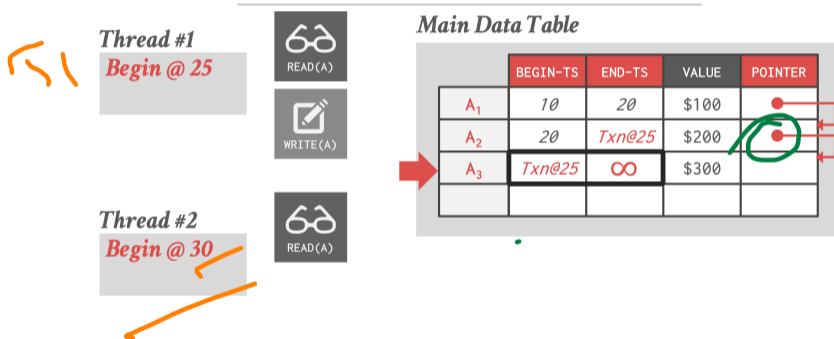 Thread #1
Begin @ 25
READ(A)
WRITE(A)
Thread #2
Begin @ 30
READ(A)
Main Data Table
BEGIN-TS END-TS VALUE POINTER
A₁ 10 20 $100
A₂ 20 Txn@25 $200
A₃ Txn@25 ∞ $300